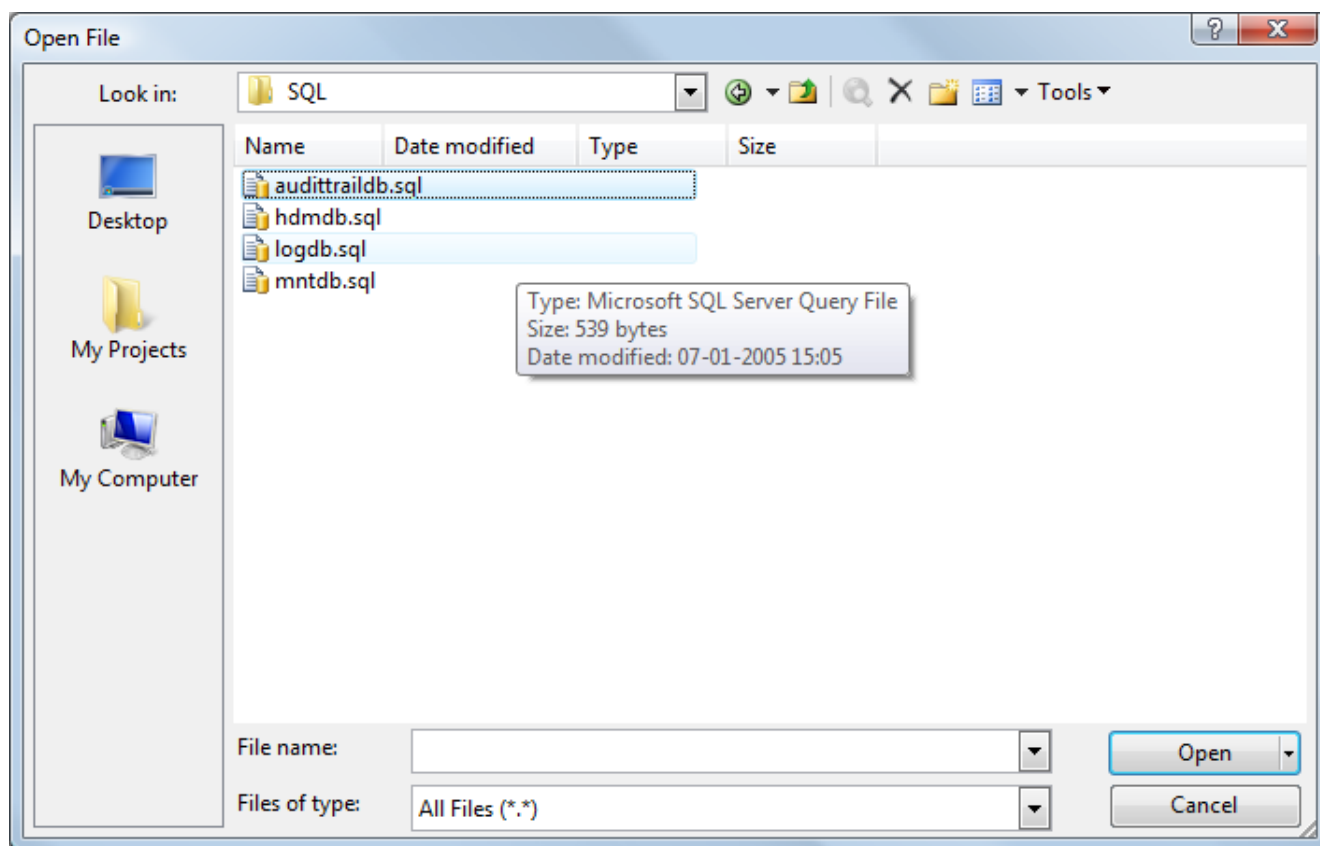 Open File
Look in: SQL Tools
Name Date modified Type Size
audittraildb.sql
hdmdb.sql
logdb.sql
mntdb.sql
Type: Microsoft SQL Server Query File
Size: 539 bytes
Date modified: 07-01-2005 15:05
Desktop
My Projects
My Computer
File name: Open
Files of type: All Files (*.*) Cancel